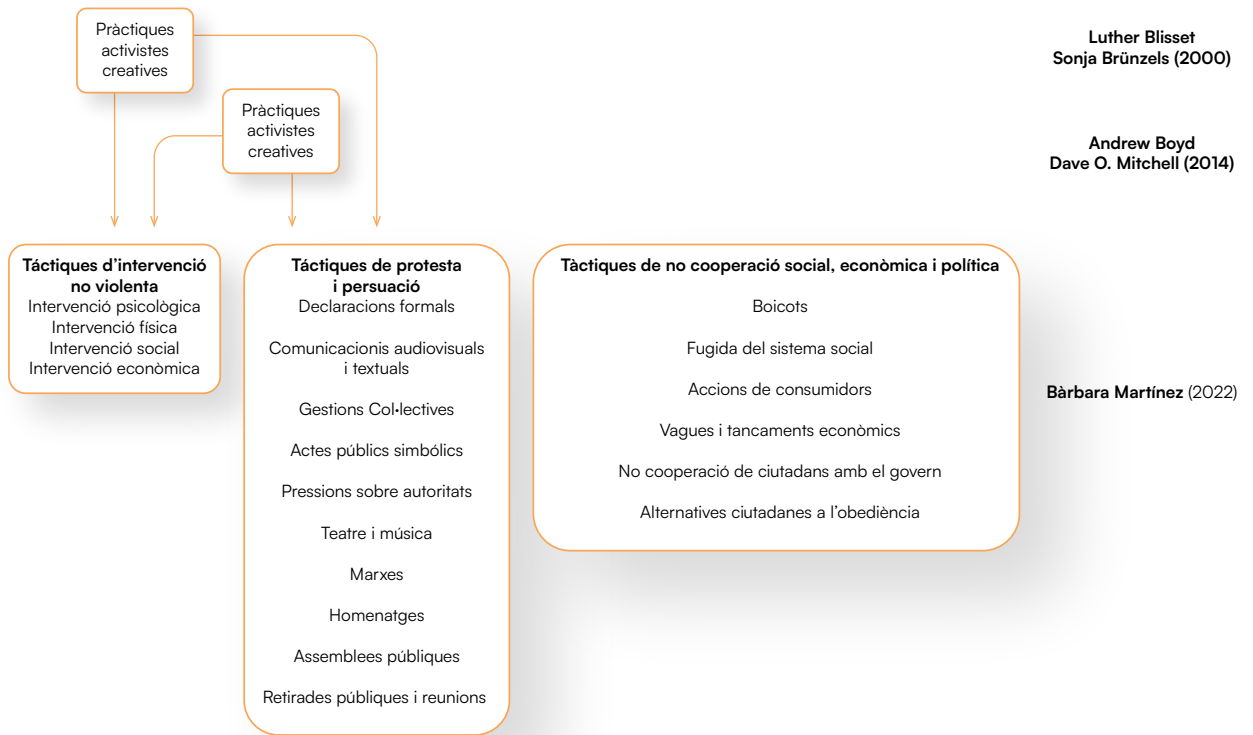 Pràctiques
activistes
creatives
Luther Blisset
Sonja Brünzels (2000)
Pràctiques
activistes
creatives
Andrew Boyd
Dave O. Mitchell (2014)
Táctiques d’intervenció
no violenta
Intervenció psicològica
Intervenció física
Intervenció social
Intervenció econòmica
Táctiques de protesta
i persuació
Declaracions formals
Comunicacionis audiovisuals
i textuals
Gestions Col·lectives
Actes públics simbólics
Pressions sobre autoritats
Teatre i música
Marxes
Homenatges
Assemblees públiques
Retirades públiques i reunions
Tàctiques de no cooperació social, econòmica i política
Boicots
Fugida del sistema social
Accions de consumidors
Vagues i tancaments econòmics
No cooperació de ciutadans amb el govern
Alternatives ciutadanes a l’obediència
Bàrbara Martínez (2022)